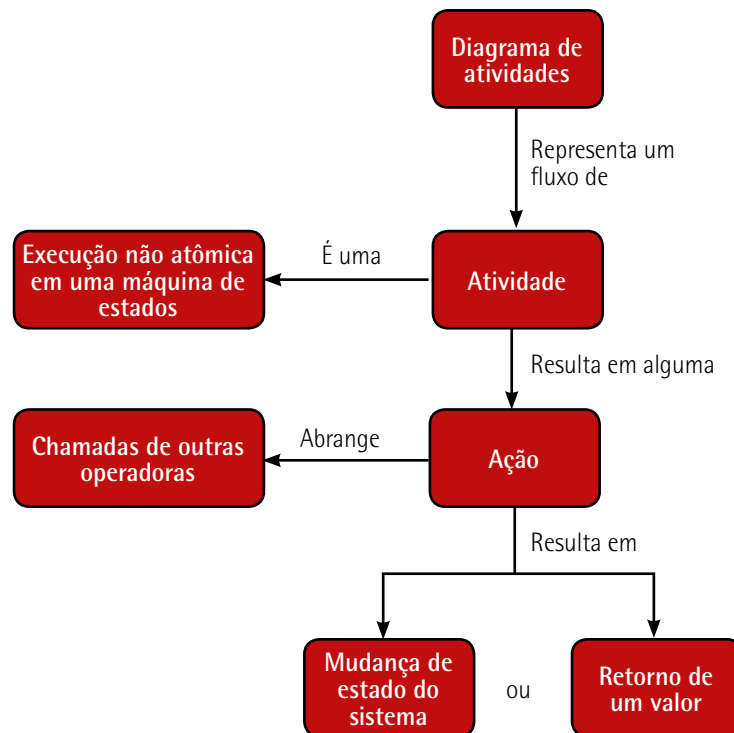 Diagrama de
atividades
Representa um
fluxo de
Execução não atômica
em uma máquina de
estados
É uma
Atividade
Resulta em alguma
Chamadas de outras
operadoras
Abrange
Ação
Resulta em
Mudança de
estado do
sistema
ou
Retorno de
um valor